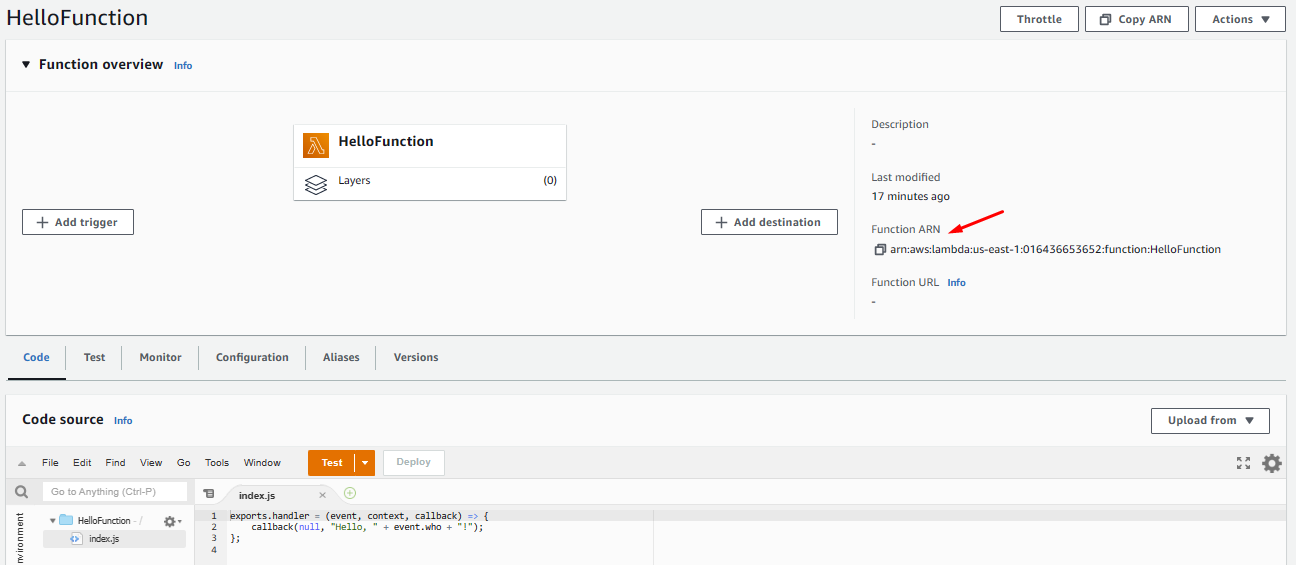 HelloFunction
Throttle
Copy ARN
Actions
Function overview Info
HelloFunction
Layers (0)
Add trigger
Add destination
Description
-
Last modified
17 minutes ago
Function ARN
arn:aws:lambda:us-east-1:016436653652:function:HelloFunction
Function URL Info
-
Code Test Monitor Configuration Aliases Versions
Code source Info
Upload from
File Edit Find View Go Tools Window Test Deploy
Go to Anything (Ctrl-P)
index.js
nvironment
HelloFunction - /
index.js
1 exports.handler = (event, context, callback) => {
2 callback(null, "Hello, " + event.who + "!");
3 };
4